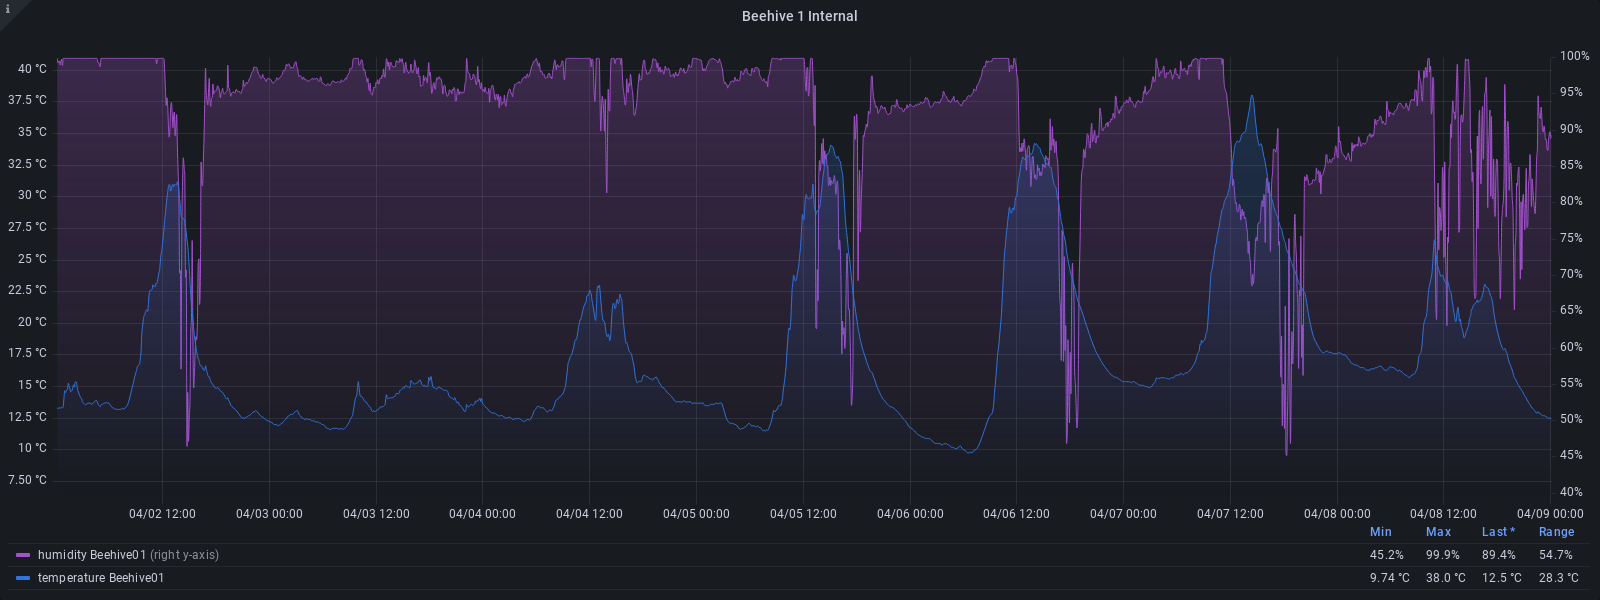 i
Beehive 1 Internal
40 °C
37.5 °C
35 °C
32.5 °C
30 °C
27.5 °C
25 °C
22.5 °C
20 °C
17.5 °C
15 °C
12.5 °C
10 °C
7.50 °C
100%
95%
90%
85%
80%
75%
70%
65%
60%
55%
50%
45%
40%
04/02 12:00 04/03 00:00 04/03 12:00 04/04 00:00 04/04 12:00 04/05 00:00 04/05 12:00 04/06 00:00 04/06 12:00 04/07 00:00 04/07 12:00 04/08 00:00 04/08 12:00 04/09 00:00
Min Max Last * Range
humidity Beehive01 (right y-axis) 45.2% 99.9% 89.4% 54.7%
temperature Beehive01 9.74 °C 38.0 °C 12.5 °C 28.3 °C